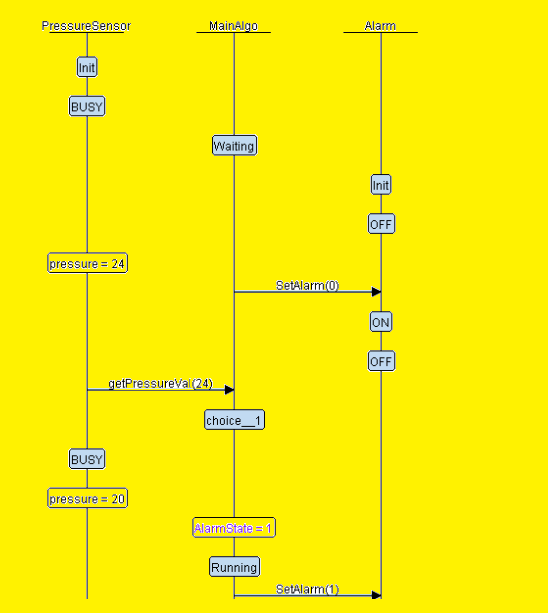 PressureSensor MainAlgo Alarm
Init
BUSY
Waiting
Init
OFF
pressure = 24
SetAlarm(0)
ON
OFF
getPressureVal(24)
choice__1
BUSY
pressure = 20
AlarmState = 1
Running
SetAlarm(1)